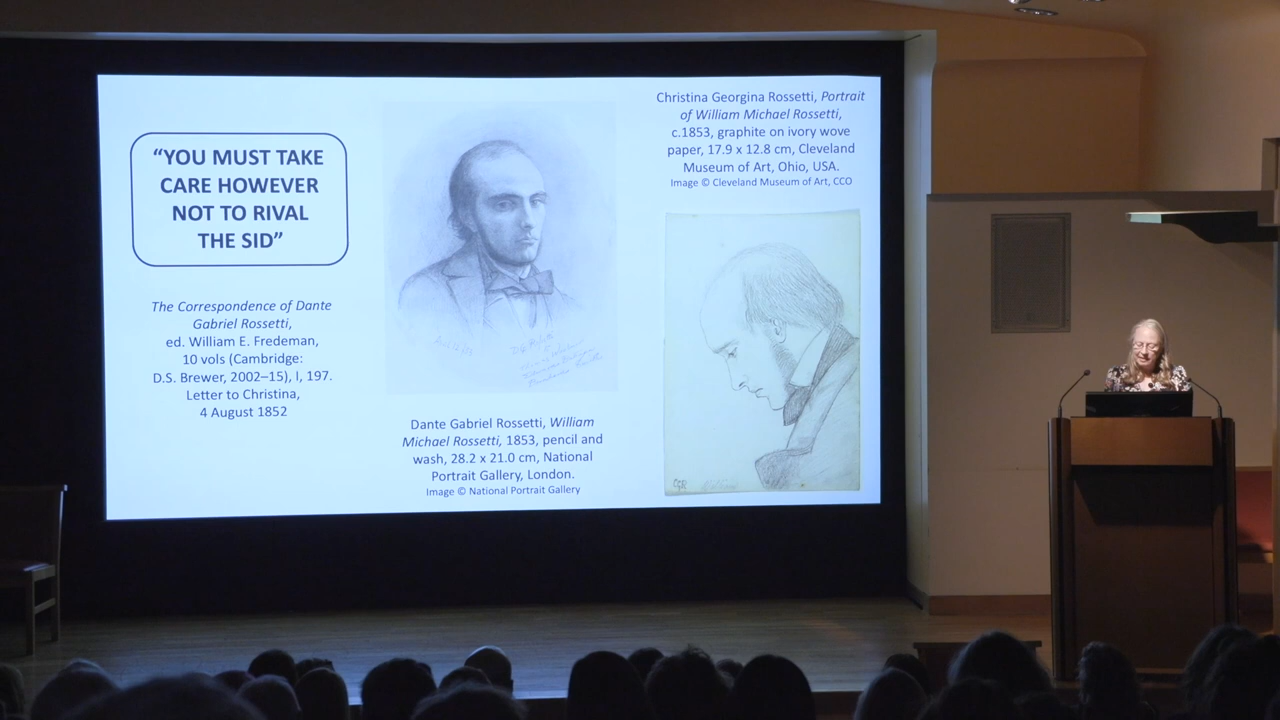 “YOU MUST TAKE
CARE HOWEVER
NOT TO RIVAL
THE SID”
The Correspondence of Dante
Gabriel Rossetti,
ed. William E. Fredeman,
10 vols (Cambridge:
D.S. Brewer, 2002–15), I, 197.
Letter to Christina,
4 August 1852
Dante Gabriel Rossetti, William
Michael Rossetti, 1853, pencil and
wash, 28.2 x 21.0 cm, National
Portrait Gallery, London.
Image © National Portrait Gallery
Christina Georgina Rossetti, Portrait
of William Michael Rossetti,
c.1853, graphite on ivory wove
paper, 17.9 x 12.8 cm, Cleveland
Museum of Art, Ohio, USA.
Image © Cleveland Museum of Art, CCO
CGR